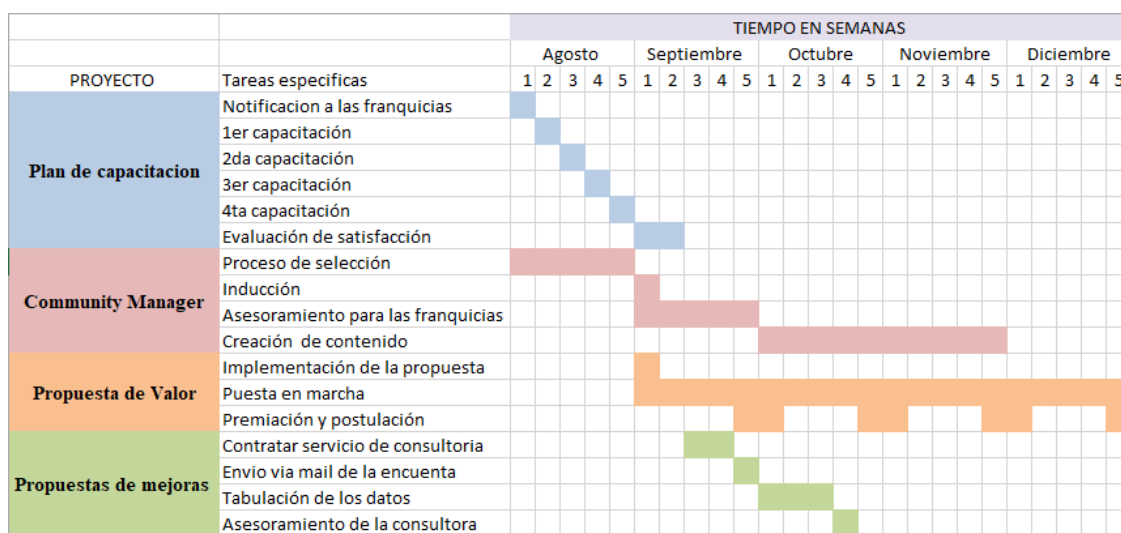 TIEMPO EN SEMANAS
Agosto Septiembre Octubre Noviembre Diciembre
PROYECTO Tareas especificas 1 2 3 4 5 1 2 3 4 5 1 2 3 4 5 1 2 3 4 5 1 2 3 4 5
Plan de capacitacion
Notificacion a las franquicias
1er capacitación
2da capacitación
3er capacitación
4ta capacitación
Evaluación de satisfacción
Community Manager
Proceso de selección
Inducción
Asesoramiento para las franquicias
Creación de contenido
Propuesta de Valor
Implementación de la propuesta
Puesta en marcha
Premiación y postulación
Propuestas de mejoras
Contratar servicio de consultoria
Envio via mail de la encuenta
Tabulación de los datos
Asesoramiento de la consultora